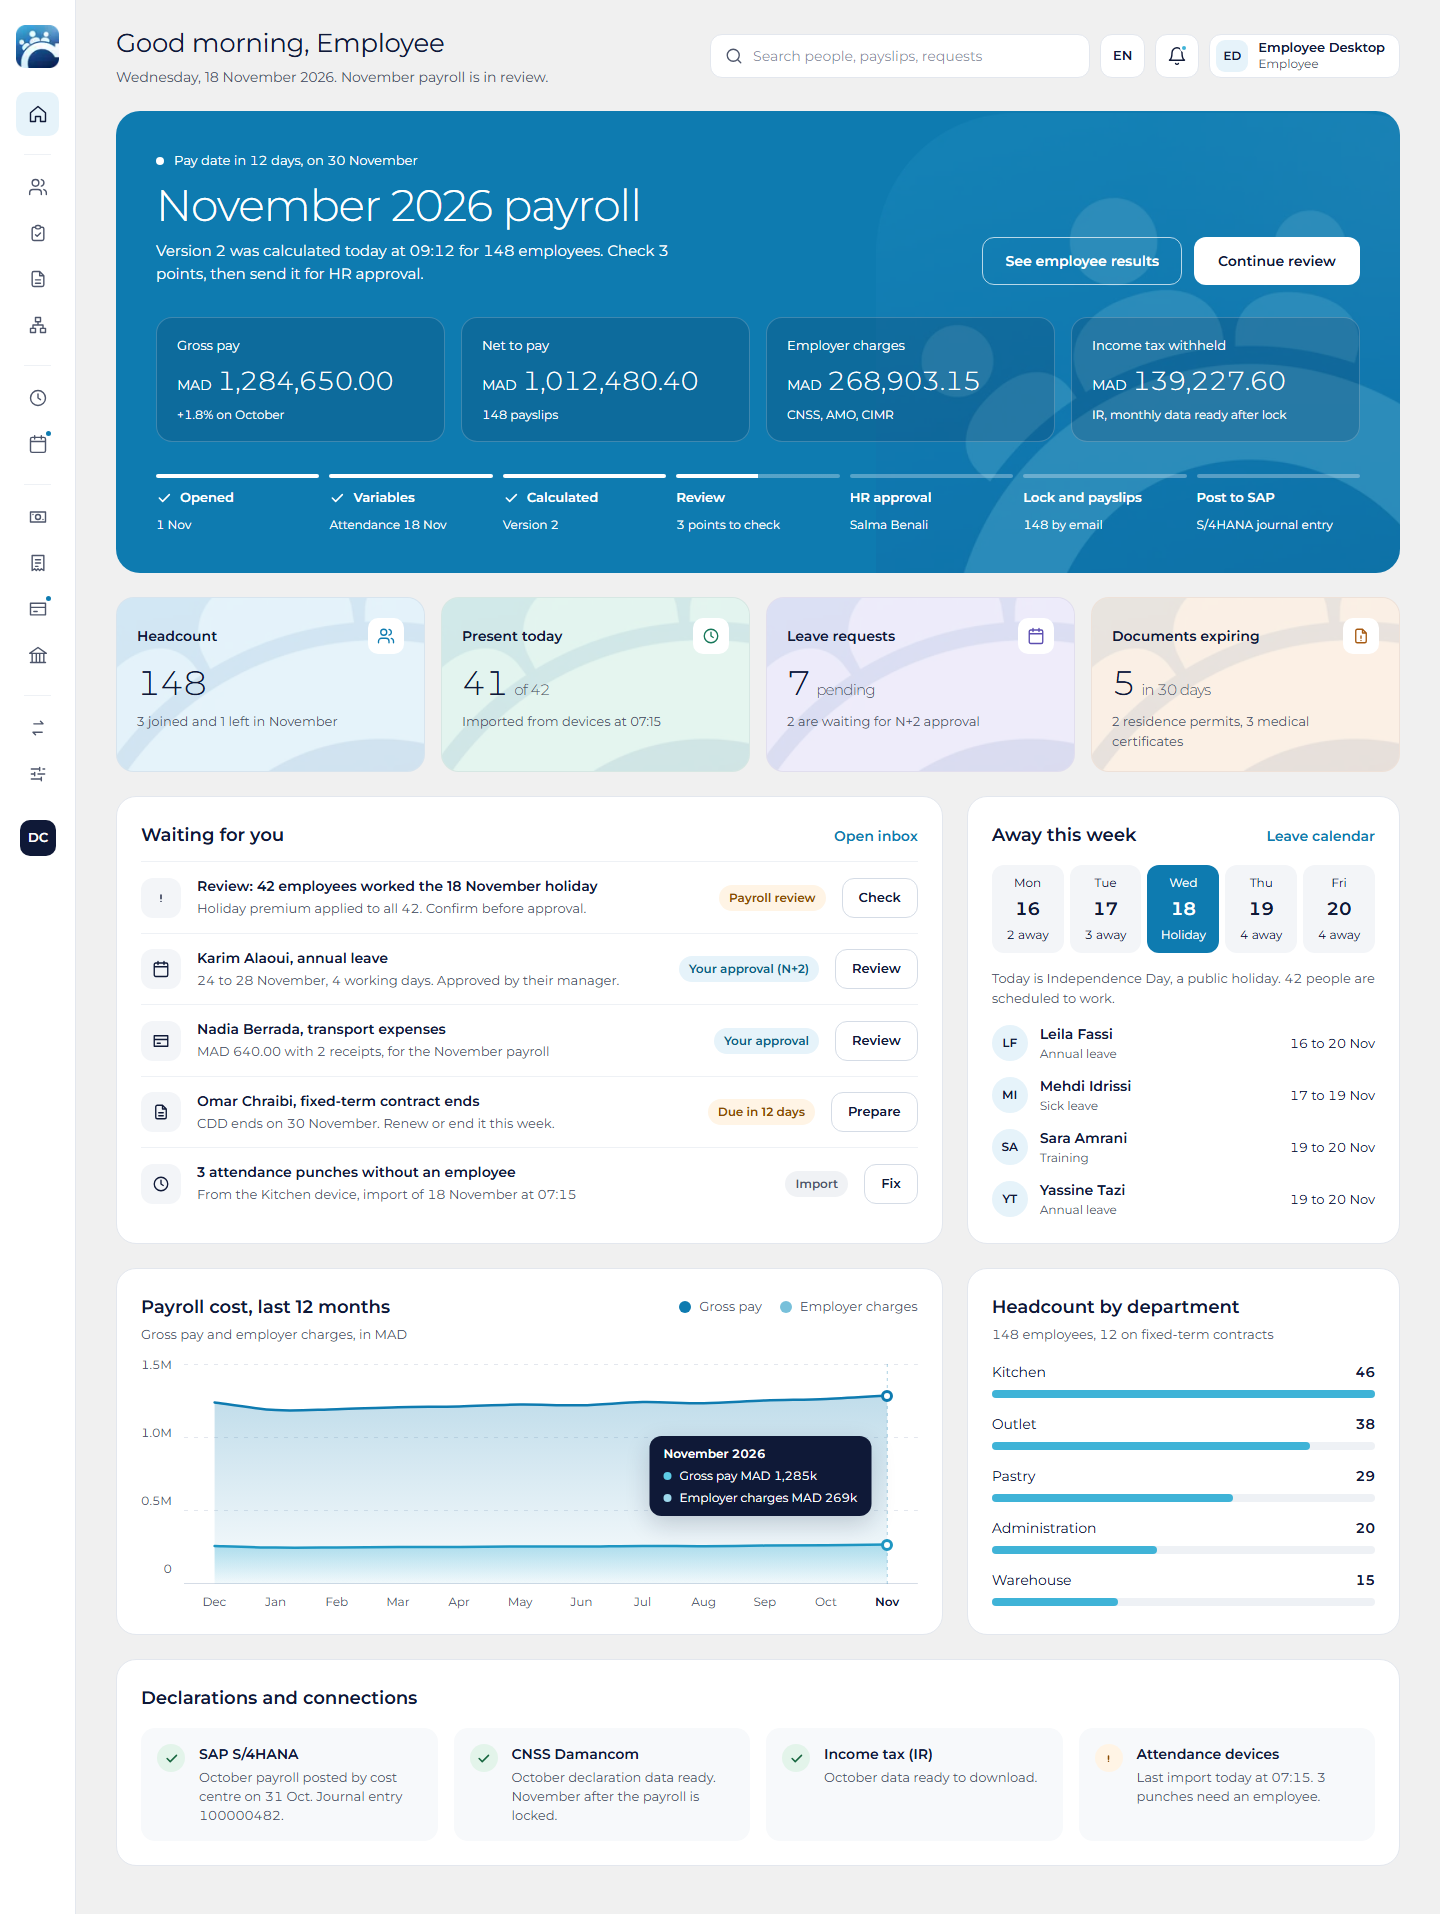 Good morning, Employee
Wednesday, 18 November 2026. November payroll is in review.
Search people, payslips, requests
EN
ED
Employee Desktop
Employee
Pay date in 12 days, on 30 November
November 2026 payroll
Version 2 was calculated today at 09:12 for 148 employees. Check 3
points, then send it for HR approval.
See employee results
Continue review
Gross pay
MAD 1,284,650.00
+1.8% on October
Net to pay
MAD 1,012,480.40
148 payslips
Employer charges
MAD 268,903.15
CNSS, AMO, CIMR
Income tax withheld
MAD 139,227.60
IR, monthly data ready after lock
Opened
1 Nov
Variables
Attendance 18 Nov
Calculated
Version 2
Review
3 points to check
HR approval
Salma Benali
Lock and payslips
148 by email
Post to SAP
S/4HANA journal entry
Headcount
148
3 joined and 1 left in November
Present today
41 of 42
Imported from devices at 07:15
Leave requests
7 pending
2 are waiting for N+2 approval
Documents expiring
5 in 30 days
2 residence permits, 3 medical
certificates
DC
Waiting for you
Open inbox
Review: 42 employees worked the 18 November holiday
Holiday premium applied to all 42. Confirm before approval.
Payroll review
Check
Karim Alaoui, annual leave
24 to 28 November, 4 working days. Approved by their manager.
Your approval (N+2)
Review
Nadia Berrada, transport expenses
MAD 640.00 with 2 receipts, for the November payroll
Your approval
Review
Omar Chraibi, fixed-term contract ends
CDD ends on 30 November. Renew or end it this week.
Due in 12 days
Prepare
3 attendance punches without an employee
From the Kitchen device, import of 18 November at 07:15
Import
Fix
Away this week
Leave calendar
Mon
16
2 away
Tue
17
3 away
Wed
18
Holiday
Thu
19
4 away
Fri
20
4 away
Today is Independence Day, a public holiday. 42 people are
scheduled to work.
LF
Leila Fassi
Annual leave
16 to 20 Nov
MI
Mehdi Idrissi
Sick leave
17 to 19 Nov
SA
Sara Amrani
Training
19 to 20 Nov
YT
Yassine Tazi
Annual leave
19 to 20 Nov
Payroll cost, last 12 months
Gross pay
Employer charges
Gross pay and employer charges, in MAD
1.5M
1.0M
0.5M
0
November 2026
Gross pay MAD 1,285k
Employer charges MAD 269k
Dec
Jan
Feb
Mar
Apr
May
Jun
Jul
Aug
Sep
Oct
Nov
Headcount by department
148 employees, 12 on fixed-term contracts
Kitchen 46
Outlet 38
Pastry 29
Administration 20
Warehouse 15
Declarations and connections
SAP S/4HANA
October payroll posted by cost
centre on 31 Oct. Journal entry
100000482.
CNSS Damancom
October declaration data ready.
November after the payroll is
locked.
Income tax (IR)
October data ready to download.
Attendance devices
Last import today at 07:15. 3
punches need an employee.